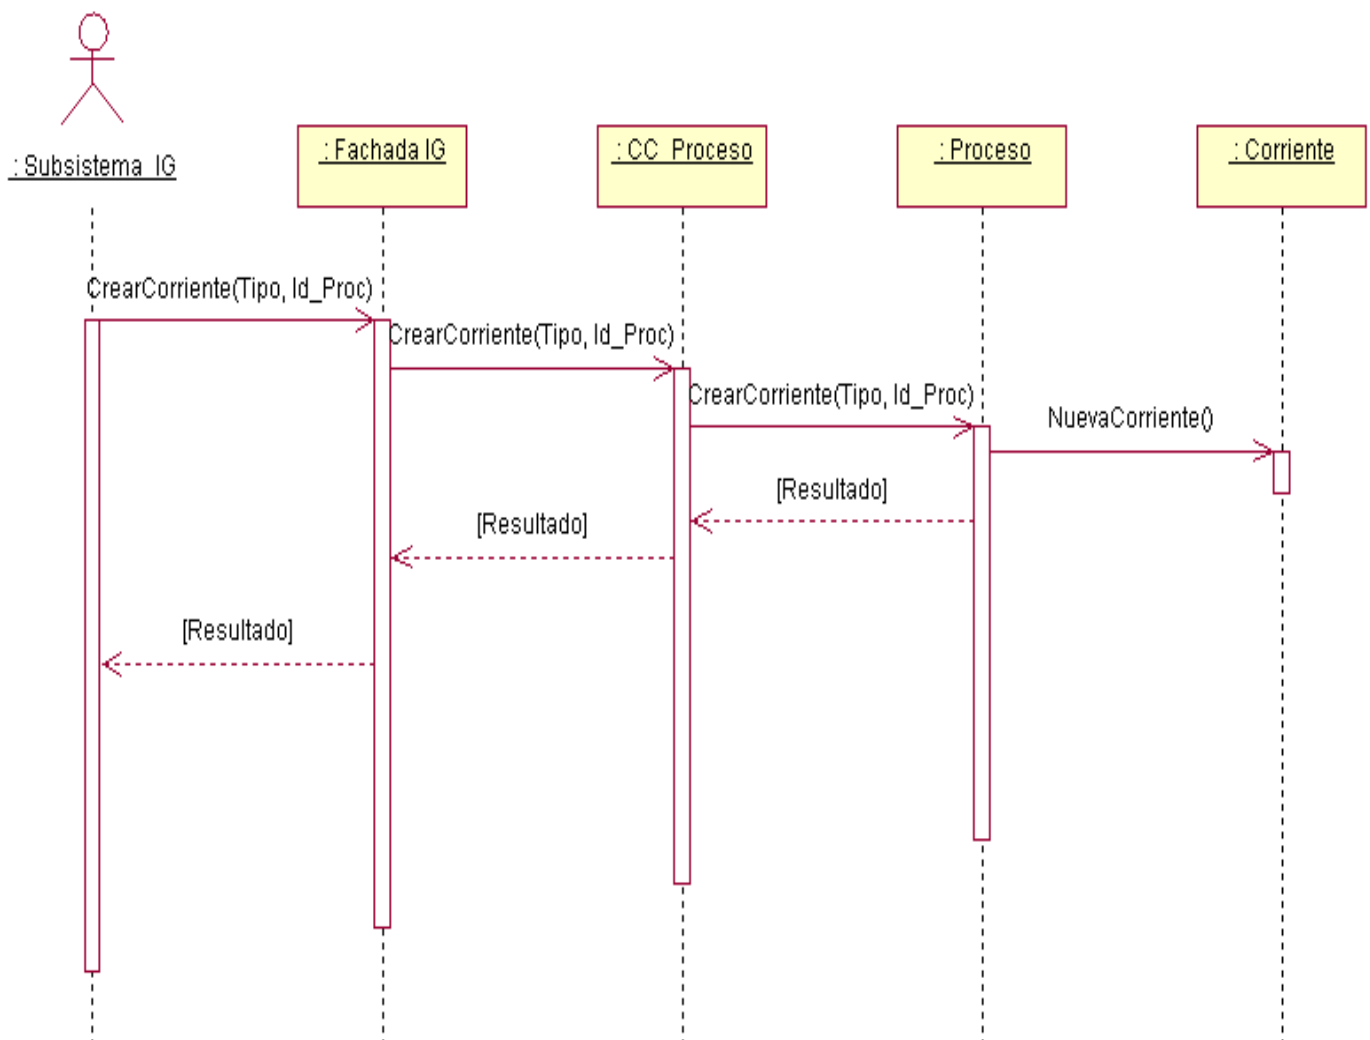 : Subsistema_IG
: Fachada IG
: CC_Proceso
: Proceso
: Corriente
CrearCorriente(Tipo, Id_Proc)
CrearCorriente(Tipo, Id_Proc)
CrearCorriente(Tipo, Id_Proc)
NuevaCorriente()
[Resultado]
[Resultado]
[Resultado]